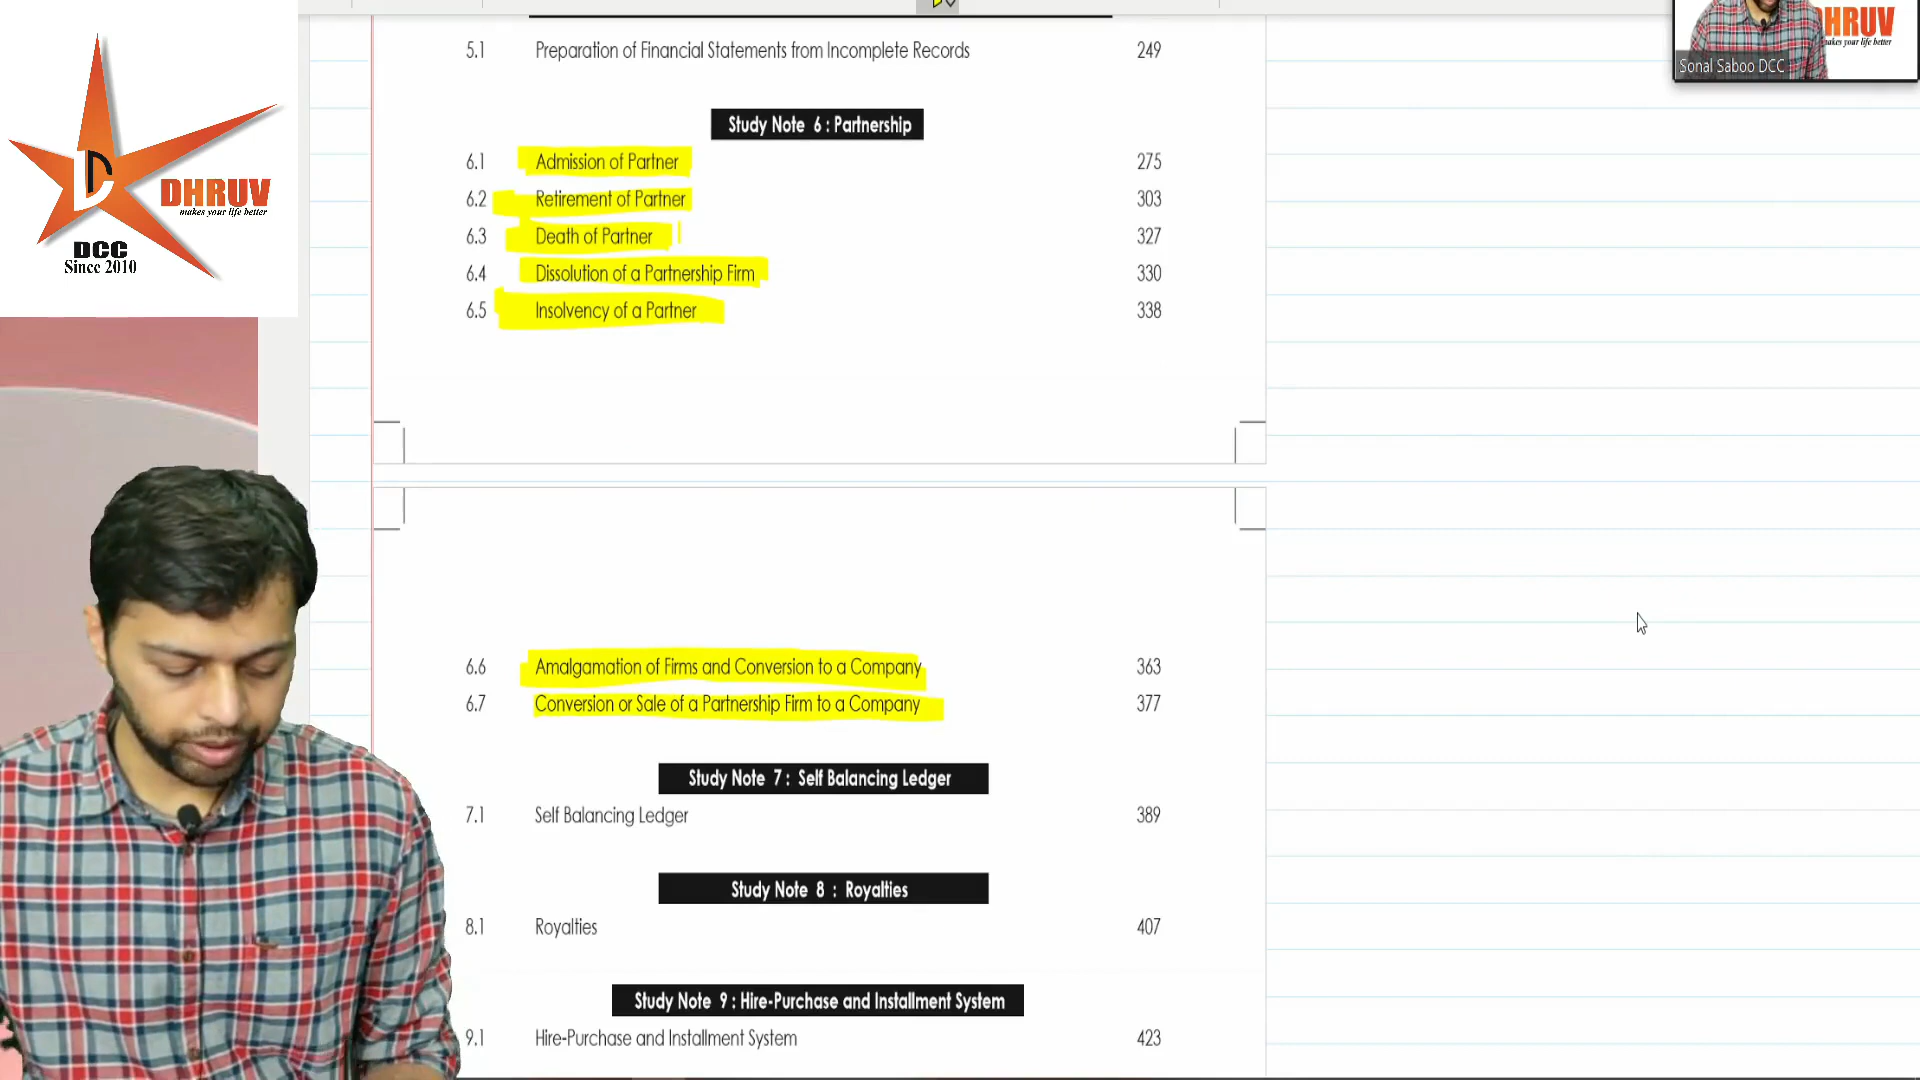 5.1 Preparation of Financial Statements from Incomplete Records 249
Study Note 6 : Partnership
6.1 Admission of Partner 275
6.2 Retirement of Partner 303
6.3 Death of Partner 327
6.4 Dissolution of a Partnership Firm 330
6.5 Insolvency of a Partner 338
6.6 Amalgamation of Firms and Conversion to a Company 363
6.7 Conversion or Sale of a Partnership Firm to a Company 377
Study Note 7 : Self Balancing Ledger
7.1 Self Balancing Ledger 389
Study Note 8 : Royalties
8.1 Royalties 407
Study Note 9 : Hire-Purchase and Installment System
9.1 Hire-Purchase and Installment System 423
DC
DHRUV
makes your life better
DCC
Since 2010
DHRUV
makes your life better
Sonal Saboo DCC